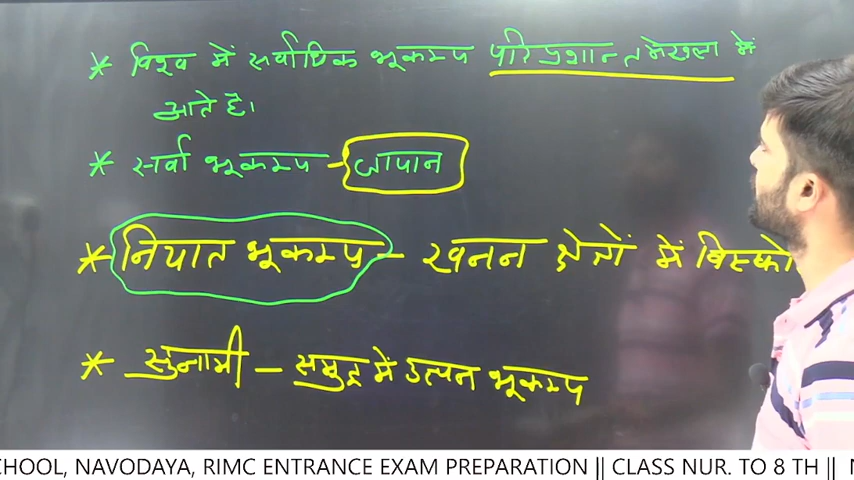 * विश्व में सर्वाधिक भूकम्प परिप्रशान्त मेखला में
आते है।
* सर्वा भूकम्प - जापान
* नियात भूकम्प - खनन क्षेत्रों में
* सुनामी - समुद्र में उत्पन भूकम्प
CHOOL, NAVODAYA, RIMC ENTRANCE EXAM PREPARATION || CLASS NUR. TO 8 TH ||